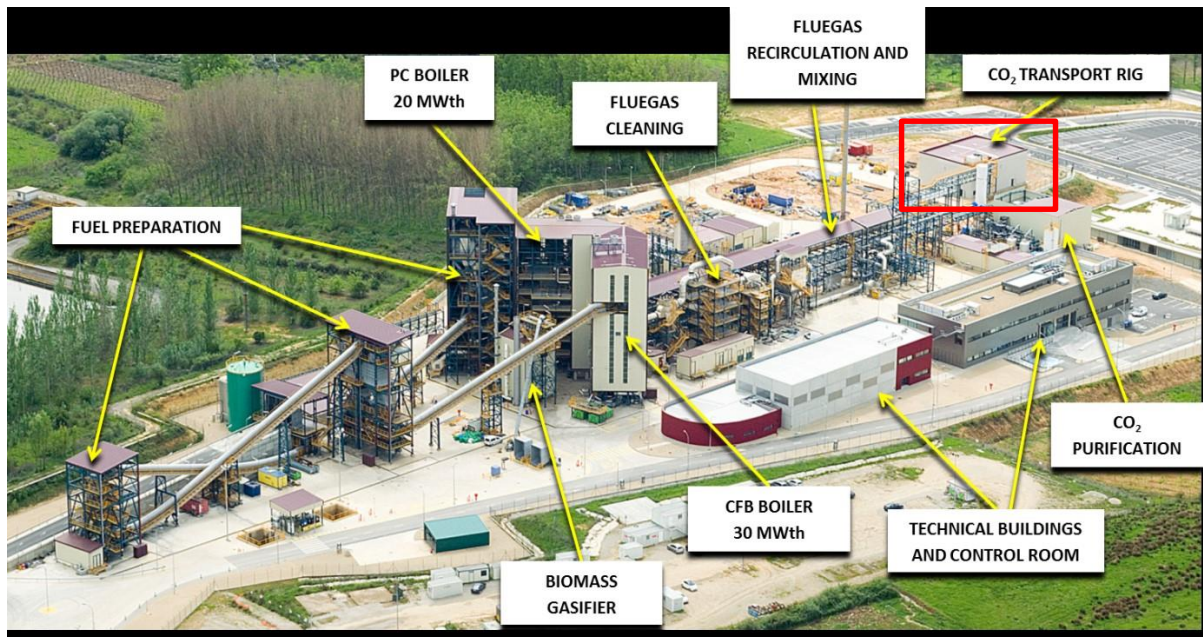 FLUEGAS
RECIRCULATION AND
MIXING
PC BOILER
20 MWth
FLUEGAS
CLEANING
CO₂ TRANSPORT RIG
FUEL PREPARATION
CO₂
PURIFICATION
CFB BOILER
30 MWth
TECHNICAL BUILDINGS
AND CONTROL ROOM
BIOMASS
GASIFIER